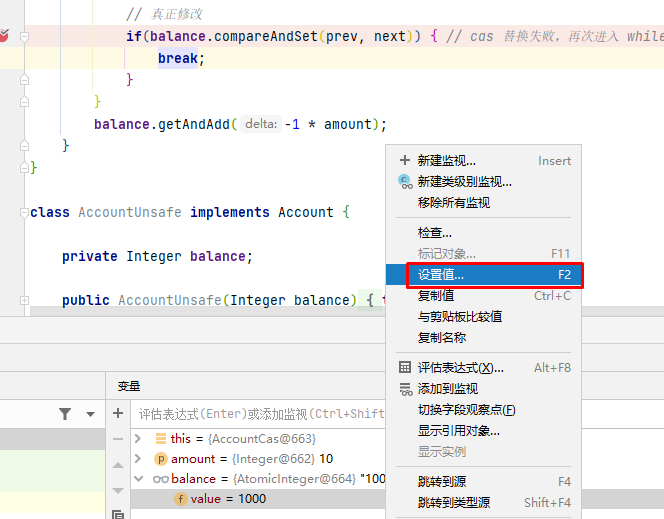 // 真正修改
if(balance.compareAndSet(prev, next)) { // cas 替换失败，再次进入 while
break;
}
}
balance.getAndAdd( delta: -1 * amount);
}
}
class AccountUnsafe implements Account {
private Integer balance;
public AccountUnsafe(Integer balance) { t
新建监视... Insert
新建类级别监视...
移除所有监视
检查...
标记对象... F11
设置值... F2
复制值 Ctrl+C
与剪贴板比较值
复制名称
评估表达式(X)... Alt+F8
添加到监视
切换字段观察点(F)
显示引用对象...
显示实例
跳转到源 F4
跳转到类型源 Shift+F4
变量
评估表达式(Enter)或添加监视(Ctrl+Shift
this = {AccountCas@663}
amount = {Integer@662} 10
balance = {AtomicInteger@664} "100
value = 1000